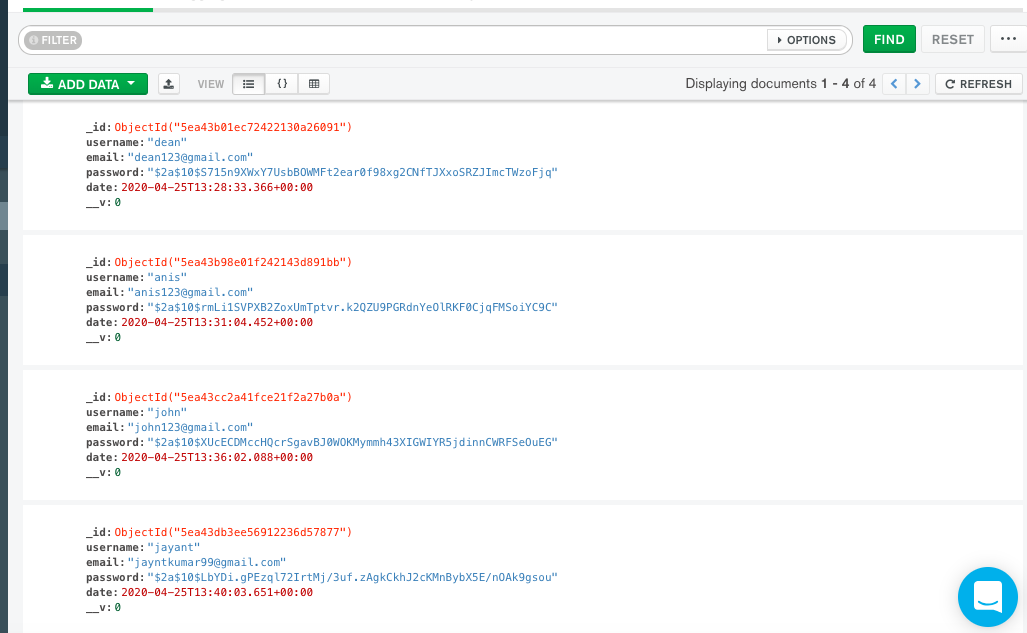 FILTER
OPTIONS
FIND
RESET
ADD DATA
VIEW
{}
Displaying documents 1 - 4 of 4
REFRESH
_id: ObjectId("5ea43b01ec72422130a26091")
username: "dean"
email: "dean123@gmail.com"
password: "$2a$10$S715n9XWxY7UsbBOWMFt2ear0f98xg2CNfTJXxoSRZJImcTWzoFjq"
date: 2020-04-25T13:28:33.366+00:00
__v: 0
_id: ObjectId("5ea43b98e01f242143d891bb")
username: "anis"
email: "anis123@gmail.com"
password: "$2a$10$rmLi1SVPXB2ZoxUmTptvr.k2QZU9PGRdnYeOlRKF0CjqFMSoiYC9C"
date: 2020-04-25T13:31:04.452+00:00
__v: 0
_id: ObjectId("5ea43cc2a41fce21f2a27b0a")
username: "john"
email: "john123@gmail.com"
password: "$2a$10$XUcECDMccHQcrSgavBJ0WOKMymmh43XIGWIYR5jdinnCWRFSeOuEG"
date: 2020-04-25T13:36:02.088+00:00
__v: 0
_id: ObjectId("5ea43db3ee56912236d57877")
username: "jayant"
email: "jayntkumar99@gmail.com"
password: "$2a$10$LbYDi.gPEzql72IrtMj/3uf.zAgkCkhJ2cKMnBybX5E/nOAk9gsou"
date: 2020-04-25T13:40:03.651+00:00
__v: 0